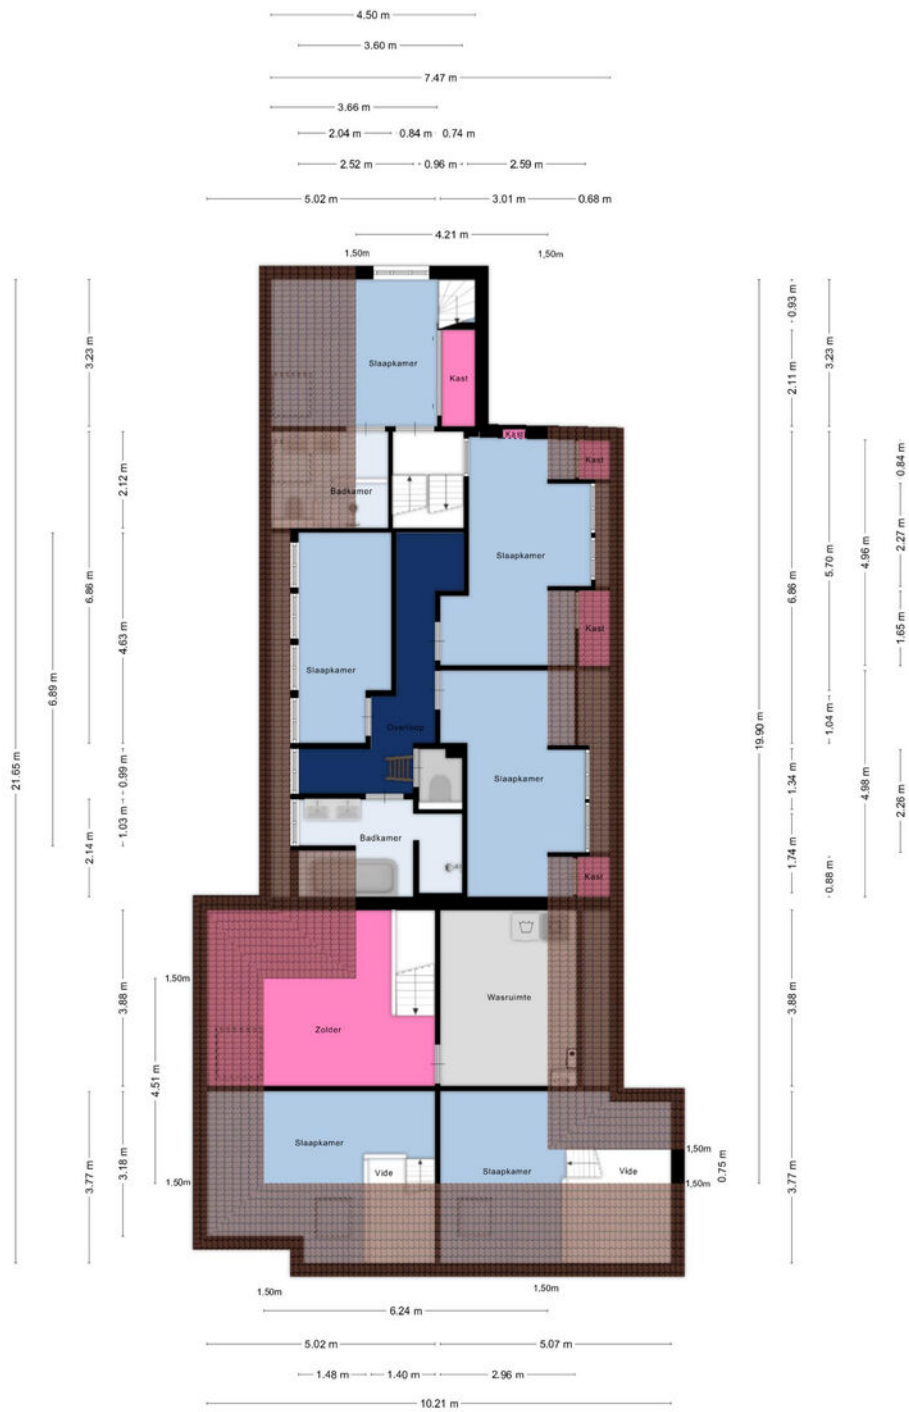 4.50 m
3.60 m
7.47 m
3.66 m
2.04 m 0.84 m 0.74 m
2.52 m 0.96 m 2.59 m
5.02 m 3.01 m 0.68 m
4.21 m
1,50m 1,50m
Slaapkamer
Kast
Kast
Kast
Badkamer
Slaapkamer
Kast
Slaapkamer
Overloop
Slaapkamer
Badkamer
Kast
Wasruimte
Zolder
Slaapkamer
Vide
Slaapkamer
Vide
21.65 m
6.89 m
3.23 m
6.86 m
2.14 m
3.88 m
3.77 m
2.12 m
4.63 m
0.99 m
1.03 m
3.88 m
3.18 m
4.51 m
1,50m
1,50m
19.90 m
0.93 m
2.11 m
6.86 m
1.34 m
1.74 m
3.88 m
3.77 m
3.23 m
5.70 m
1.04 m
0.88 m
4.96 m
4.98 m
0.84 m
2.27 m
1.65 m
2.26 m
1,50m
0.75 m
1,50m
1,50m 1,50m
6.24 m
5.02 m 5.07 m
1.48 m 1.40 m 2.96 m
10.21 m